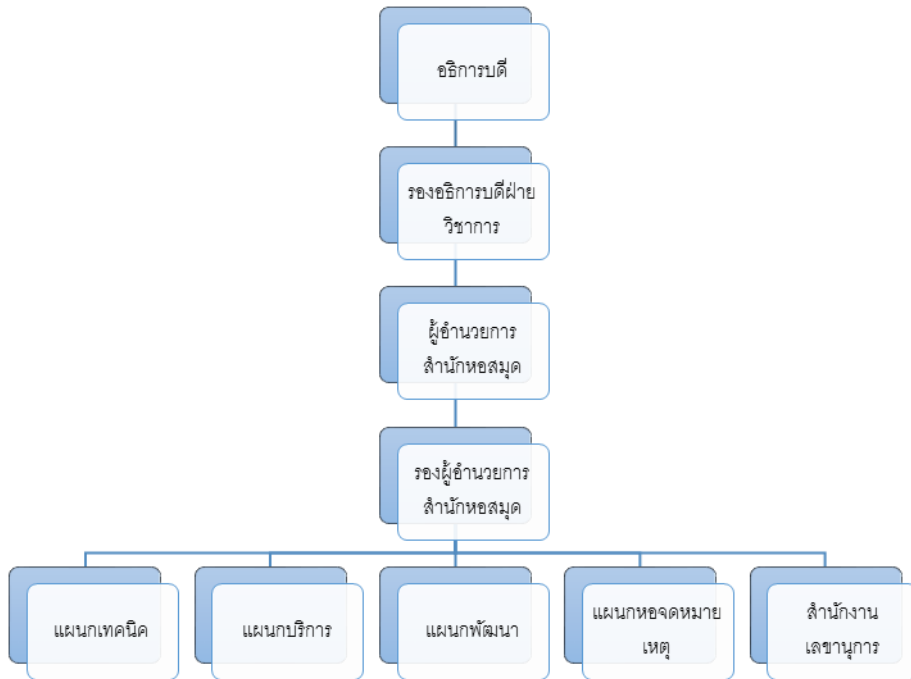 อธิการบดี
รองอธิการบดีฝ่าย
วิชาการ
ผู้อำนวยการ
สำนักหอสมุด
รองผู้อำนวยการ
สำนักหอสมุด
แผนกเทคนิค
แผนกบริการ
แผนกพัฒนา
แผนกหอจดหมาย
เหตุ
สำนักงาน
เลขานุการ